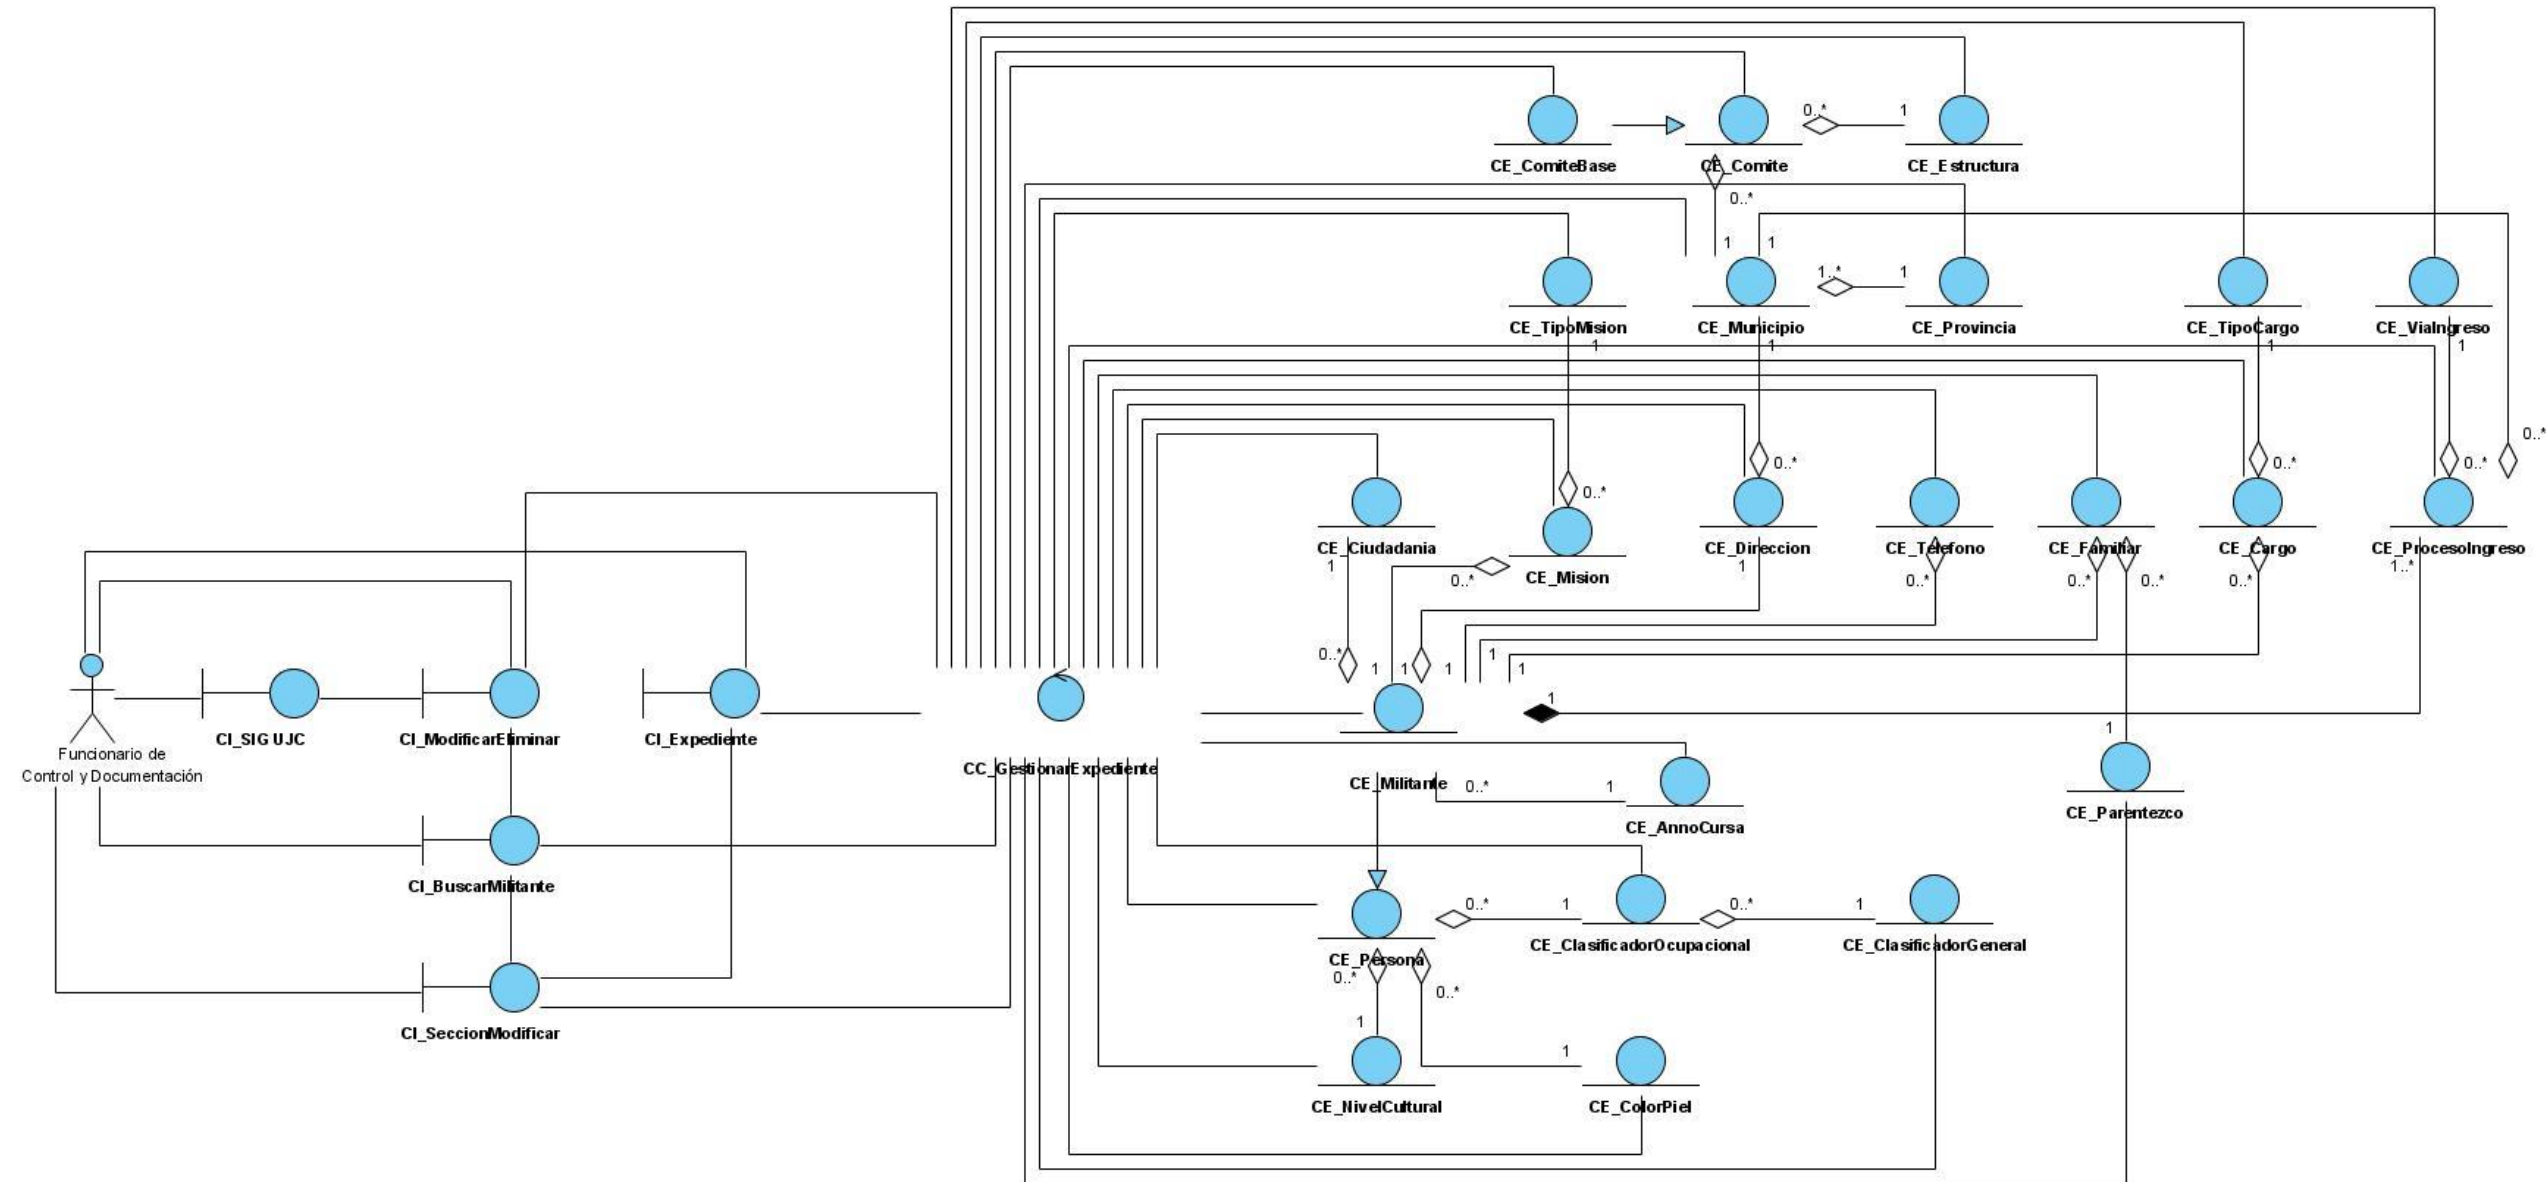 0..*
1
CE_ComiteBase
CE_Comite
CE_Estructura
0..*
1
1
1..*
1
CE_TipoMision
CE_Municipio
CE_Provincia
CE_TipoCargo
CE_ViaIngreso
1
1
1
1
0..*
0..*
0..*
0..*
0..*
CE_Ciudadania
CE_Mision
CE_Direccion
CE_Telefono
CE_Familiar
CE_Cargo
CE_ProcesoIngreso
1
0..*
1
0..*
0..*
0..*
0..*
1..*
0..*
1
1
1
1
1
1
CI_SIG UJC
CI_ModificarEliminar
CI_Expediente
Funcionario de
Control y Documentación
CC_GestionarExpediente
CE_Militante
0..*
1
1
CE_AnnoCursa
CE_Parentezco
CI_BuscarMilitante
0..*
1
0..*
1
CE_Persona
CE_ClasificadorOcupacional
CE_ClasificadorGeneral
0..*
0..*
CI_SeccionModificar
1
1
CE_NivelCultural
CE_ColorPiel